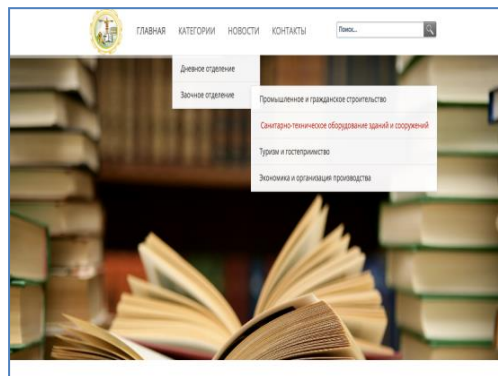 ГЛАВНАЯ КАТЕГОРИИ НОВОСТИ КОНТАКТЫ Поиск...
Дневное отделение
Заочное отделение
Промышленное и гражданское строительство
Санитарно-техническое оборудование зданий и сооружений
Туризм и гостеприимство
Экономика и организация производства